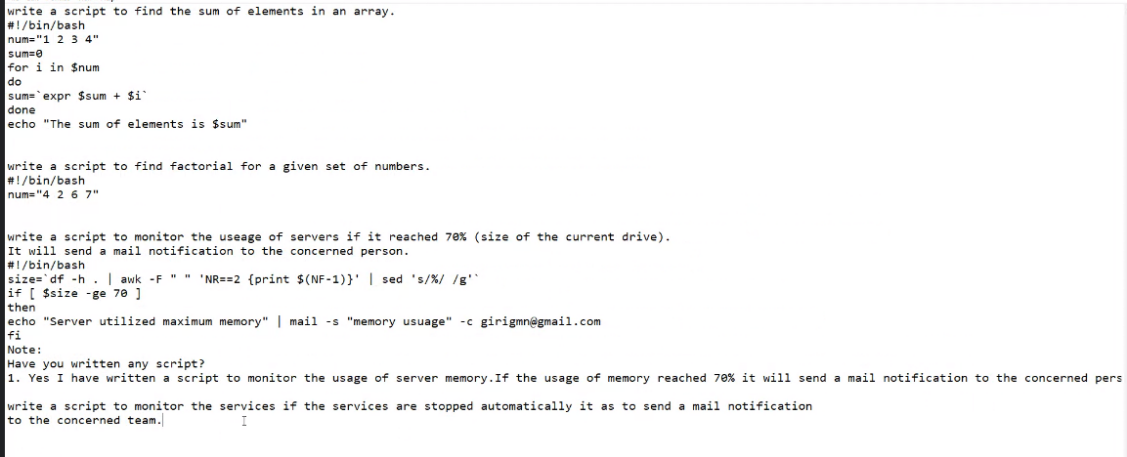 write a script to find the sum of elements in an array.
#!/bin/bash
num="1 2 3 4"
sum=0
for i in $num
do
sum=`expr $sum + $i`
done
echo "The sum of elements is $sum"
write a script to find factorial for a given set of numbers.
#!/bin/bash
num="4 2 6 7"
write a script to monitor the useage of servers if it reached 70% (size of the current drive).
It will send a mail notification to the concerned person.
#!/bin/bash
size=`df -h . | awk -F " " 'NR==2 {print $(NF-1)}' | sed 's/%/ /g'`
if [ $size -ge 70 ]
then
echo "Server utilized maximum memory" | mail -s "memory usuage" -c girigmn@gmail.com
fi
Note:
Have you written any script?
1. Yes I have written a script to monitor the usage of server memory.If the usage of memory reached 70% it will send a mail notification to the concerned pers
write a script to monitor the services if the services are stopped automatically it as to send a mail notification
to the concerned team.